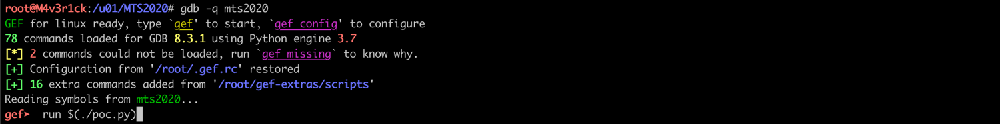 root@M4v3r1ck:/u01/MTS2020# gdb -q mts2020
GEF for linux ready, type `gef' to start, `gef config' to configure
78 commands loaded for GDB 8.3.1 using Python engine 3.7
[*] 2 commands could not be loaded, run `gef missing` to know why.
[+] Configuration from '/root/.gef.rc' restored
[+] 16 extra commands added from '/root/gef-extras/scripts'
Reading symbols from mts2020...
gef➤  run $(./poc.py)